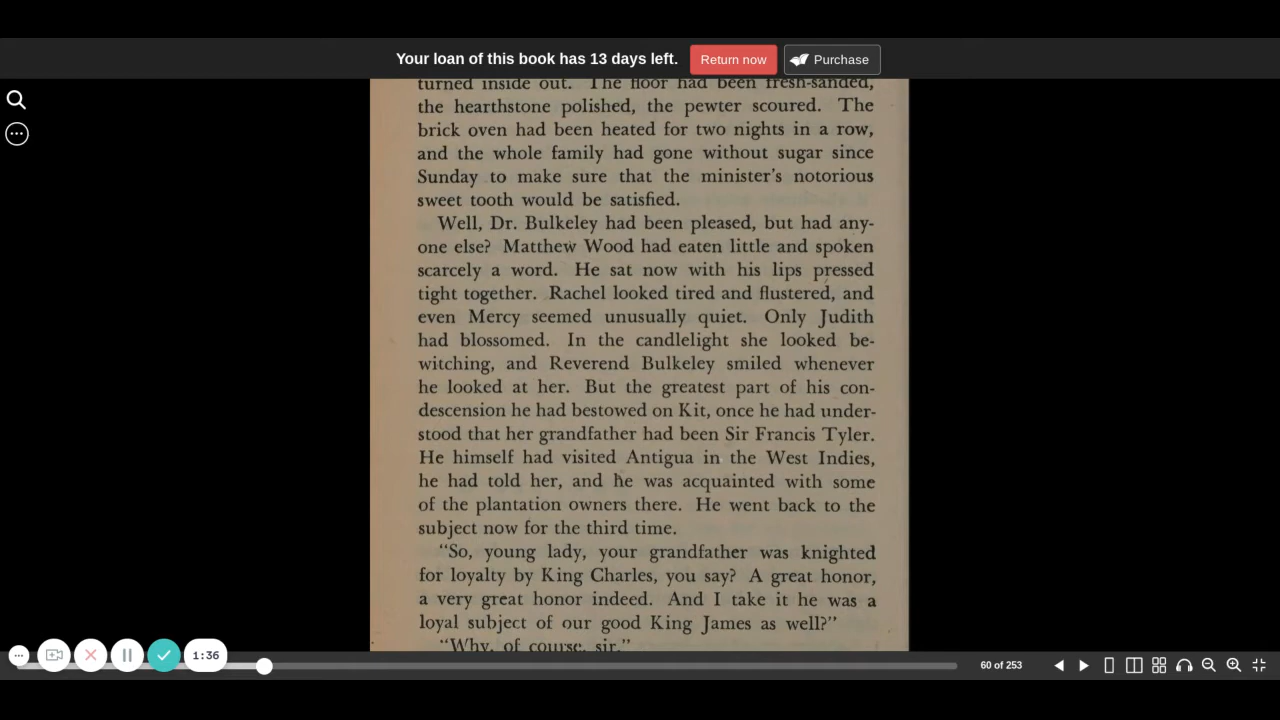 Your loan of this book has 13 days left. Return now Purchase
turned inside out. The floor had been fresh-sanded,
the hearthstone polished, the pewter scoured. The
brick oven had been heated for two nights in a row,
and the whole family had gone without sugar since
Sunday to make sure that the minister's notorious
sweet tooth would be satisfied.
Well, Dr. Bulkeley had been pleased, but had any-
one else? Matthew Wood had eaten little and spoken
scarcely a word. He sat now with his lips pressed
tight together. Rachel looked tired and flustered, and
even Mercy seemed unusually quiet. Only Judith
had blossomed. In the candlelight she looked be-
witching, and Reverend Bulkeley smiled whenever
he looked at her. But the greatest part of his con-
descension he had bestowed on Kit, once he had under-
stood that her grandfather had been Sir Francis Tyler.
He himself had visited Antigua in the West Indies,
he had told her, and he was acquainted with some
of the plantation owners there. He went back to the
subject now for the third time.
"So, young lady, your grandfather was knighted
for loyalty by King Charles, you say? A great honor,
a very great honor indeed. And I take it he was a
loyal subject of our good King James as well?"
"Why, of course, sir."
1:36
60 of 253